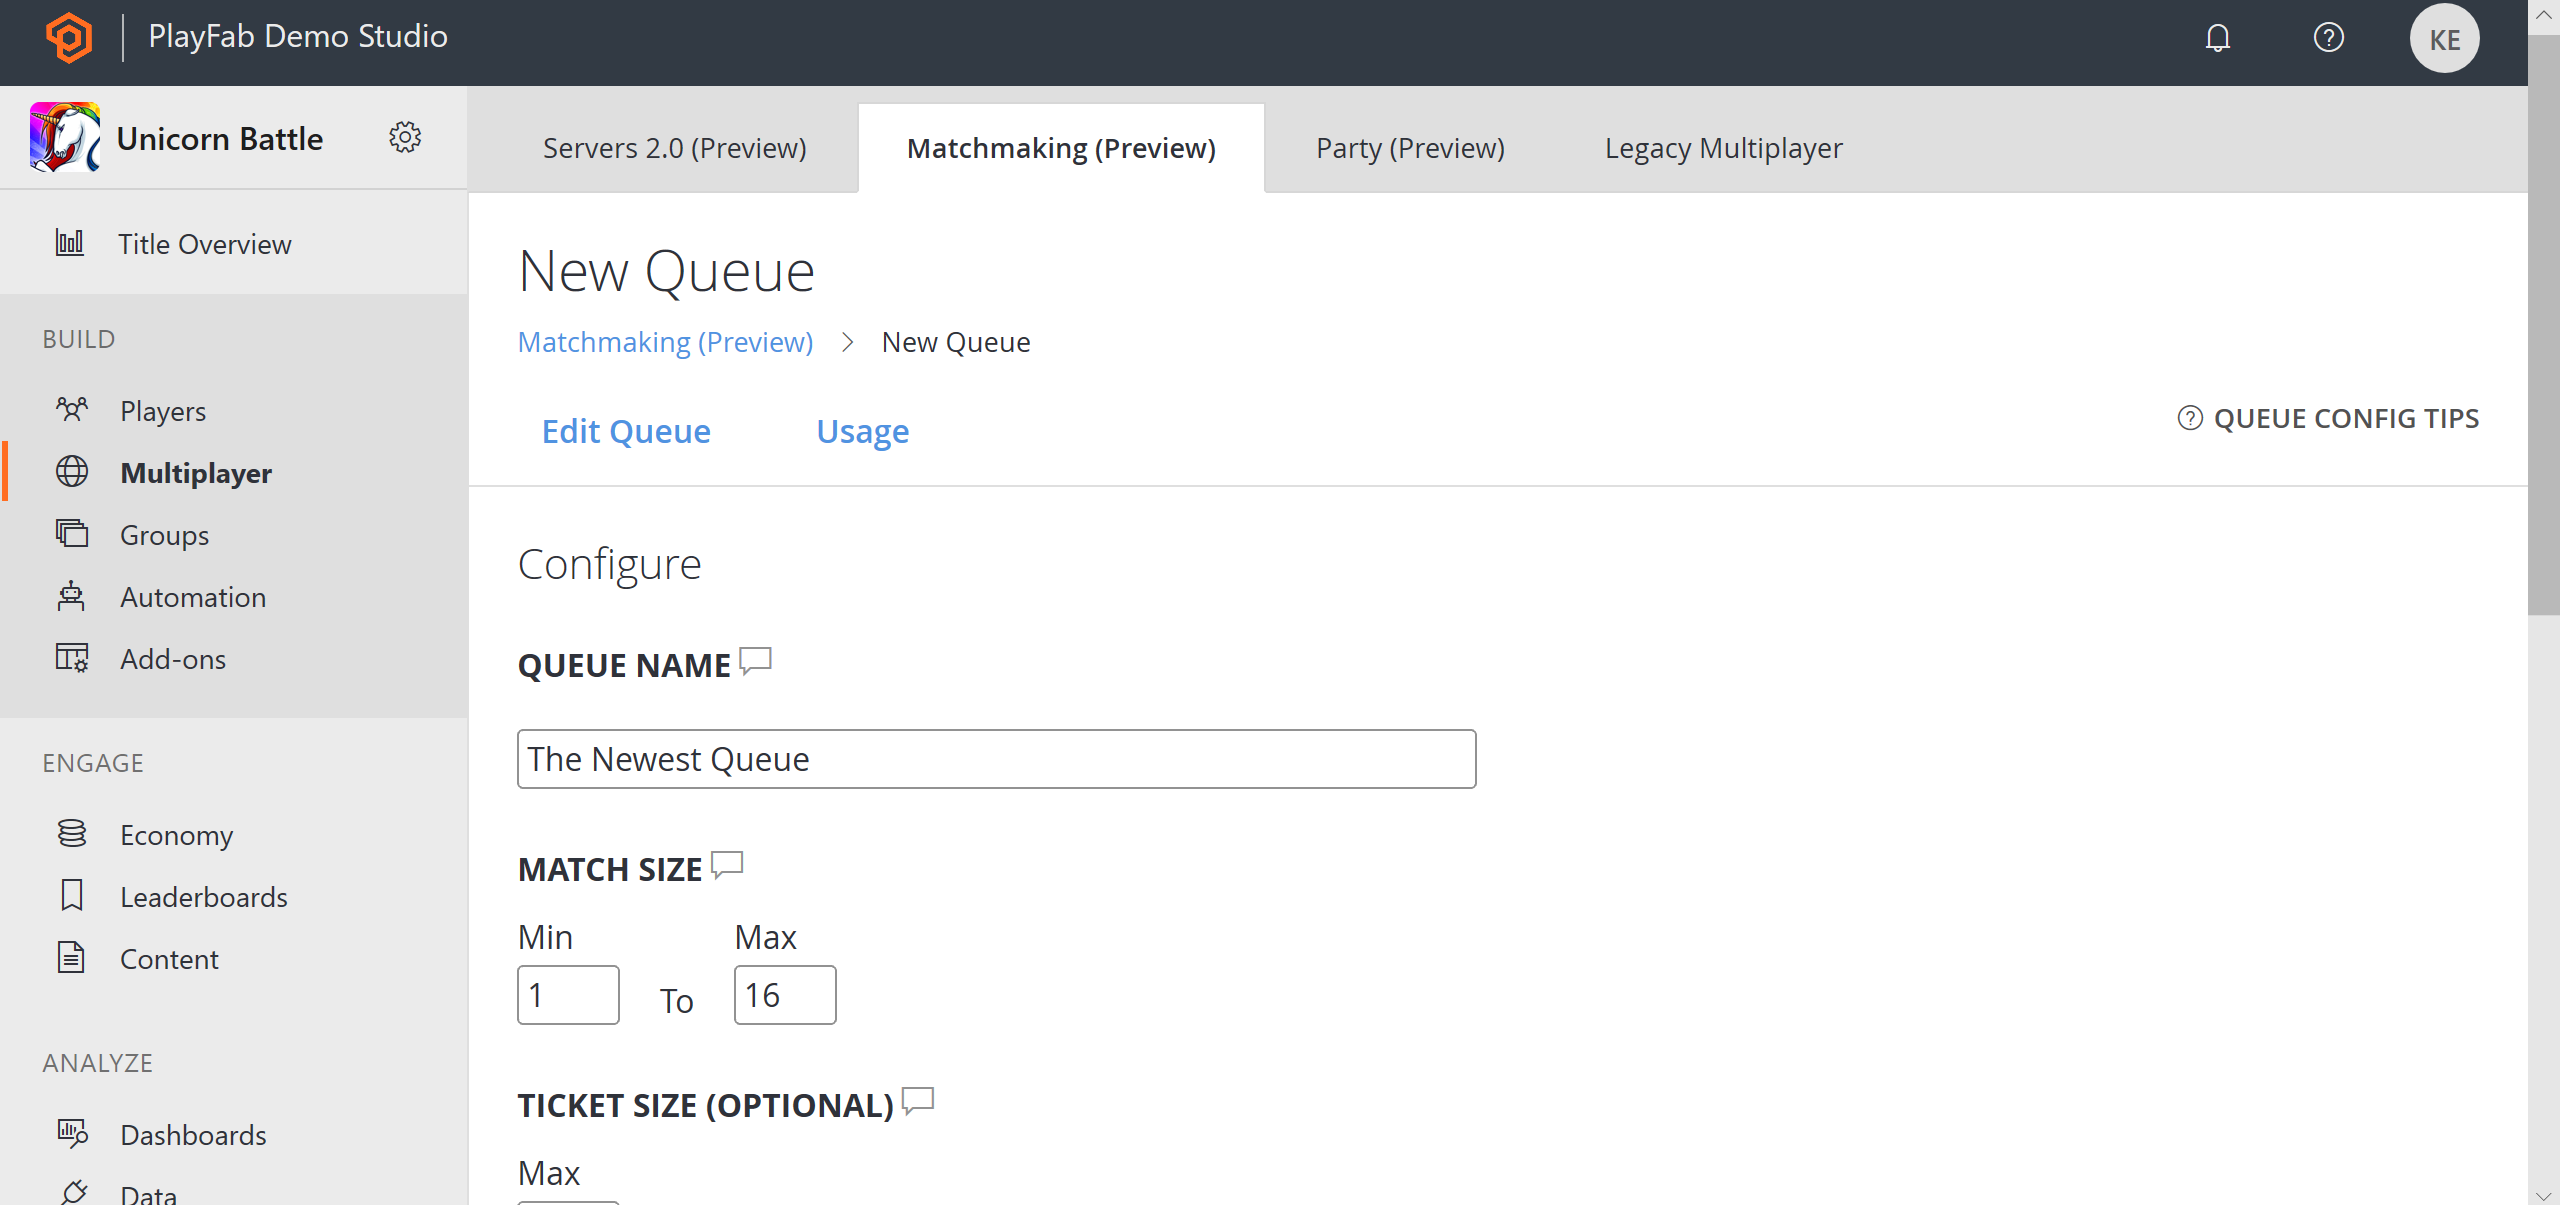 PlayFab Demo Studio
KE
Unicorn Battle
Servers 2.0 (Preview)
Matchmaking (Preview)
Party (Preview)
Legacy Multiplayer
Title Overview
BUILD
Players
Multiplayer
Groups
Automation
Add-ons
ENGAGE
Economy
Leaderboards
Content
ANALYZE
Dashboards
Data
New Queue
Matchmaking (Preview) > New Queue
Edit Queue
Usage
QUEUE CONFIG TIPS
Configure
QUEUE NAME
The Newest Queue
MATCH SIZE
Min
Max
1
To
16
TICKET SIZE (OPTIONAL)
Max